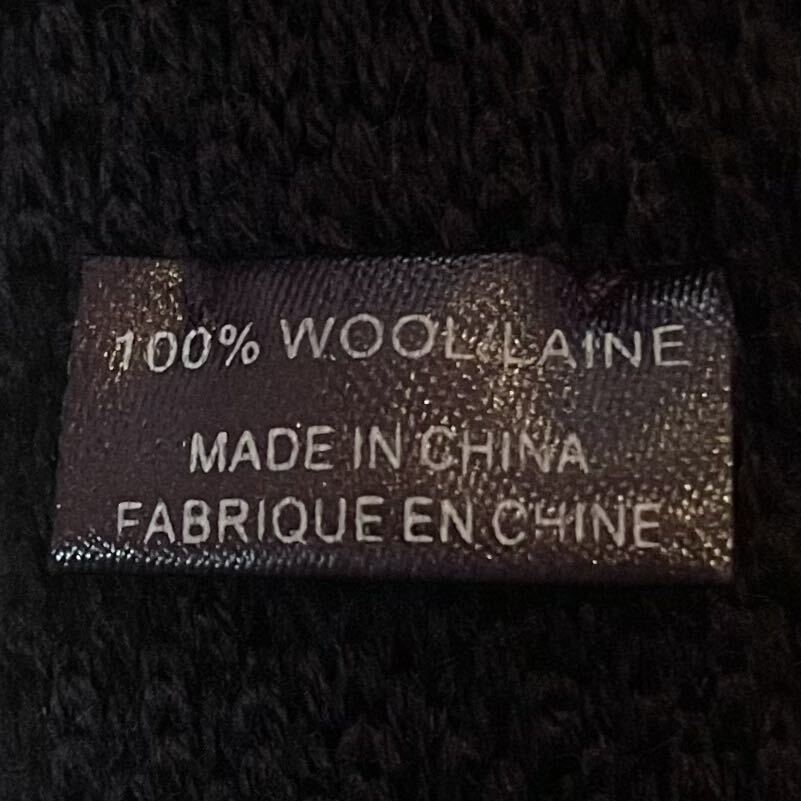 100% WOOL/LAINE
MADE IN CHINA
FABRIQUE EN CHINE